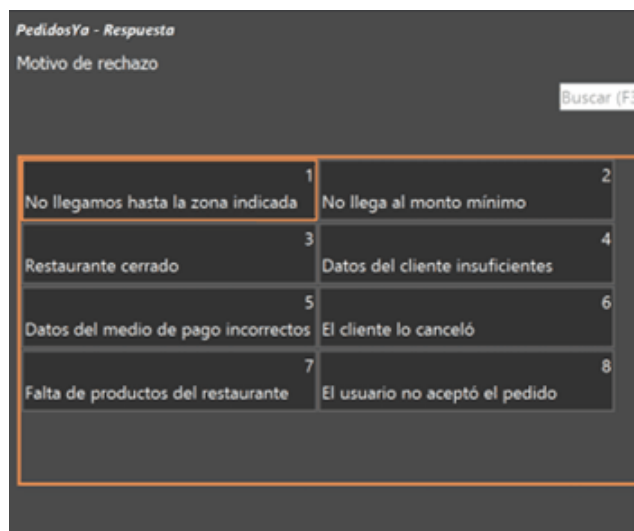 PedidosYa - Respuesta
Motivo de rechazo
Buscar (F3
1
No llegamos hasta la zona indicada
2
No llega al monto mínimo
3
Restaurante cerrado
4
Datos del cliente insuficientes
5
Datos del medio de pago incorrectos
6
El cliente lo canceló
7
Falta de productos del restaurante
8
El usuario no aceptó el pedido